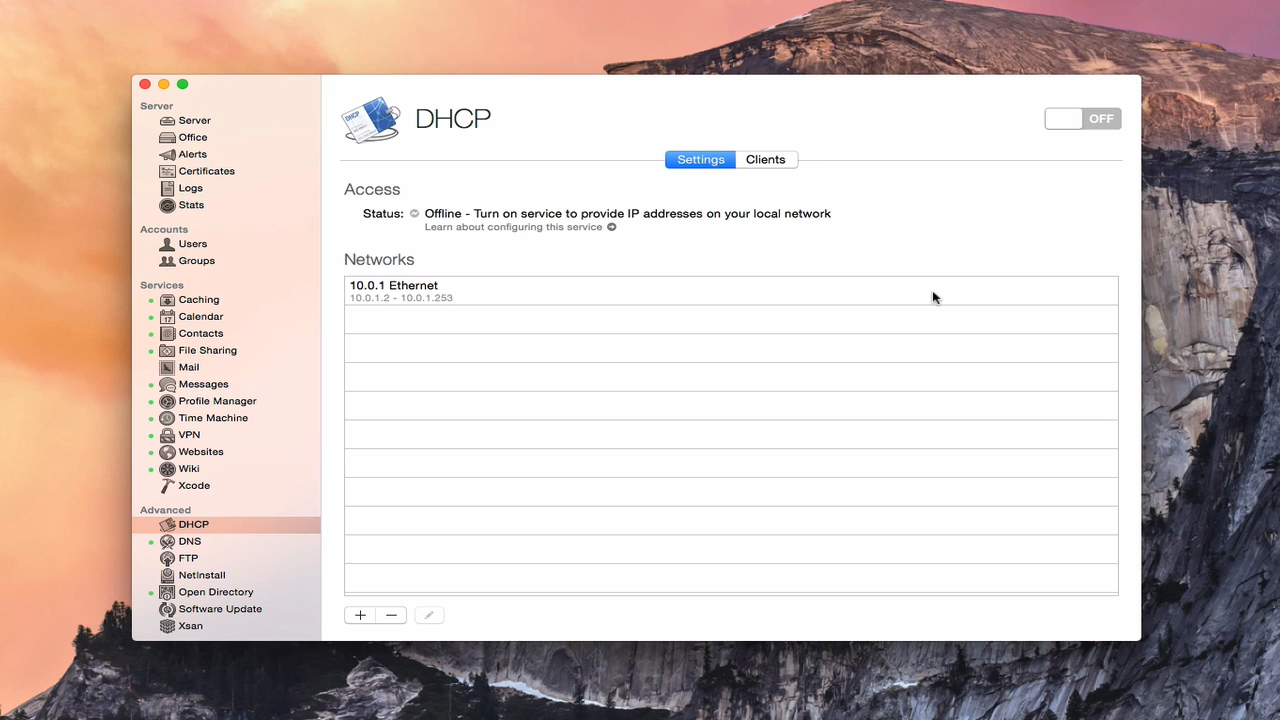 Server
Server
Office
Alerts
Certificates
Logs
Stats
Accounts
Users
Groups
Services
Caching
17
Calendar
Contacts
File Sharing
Mail
Messages
Profile Manager
Time Machine
VPN
Websites
Wiki
Xcode
Advanced
DHCP
DNS
FTP
NetInstall
Open Directory
Software Update
Xsan
DHCP
DHCP
OFF
Settings Clients
Access
Status: Offline - Turn on service to provide IP addresses on your local network
Learn about configuring this service
Networks
10.0.1 Ethernet
10.0.1.2 - 10.0.1.253